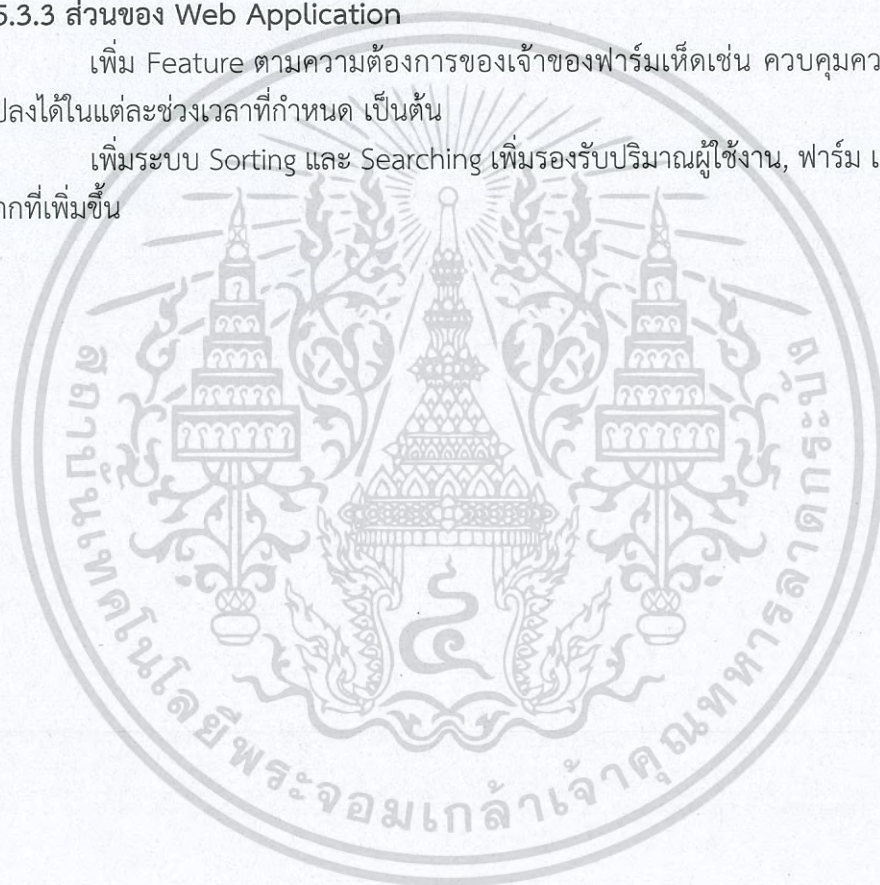 5.3.3 ส่วนของ Web Application
เพิ่ม Feature ตามความต้องการของเจ้าของฟาร์มเห็ดเช่น ควบคุมคว
ปลงได้ในแต่ละช่วงเวลาที่กำหนด เป็นต้น
เพิ่มระบบ Sorting และ Searching เพิ่มรองรับปริมาณผู้ใช้งาน, ฟาร์ม เ
ากที่เพิ่มขึ้น
สถาบันเทคโนโลยีพระจอมเกล้าเจ้าคุณทหารลาดกระบัง